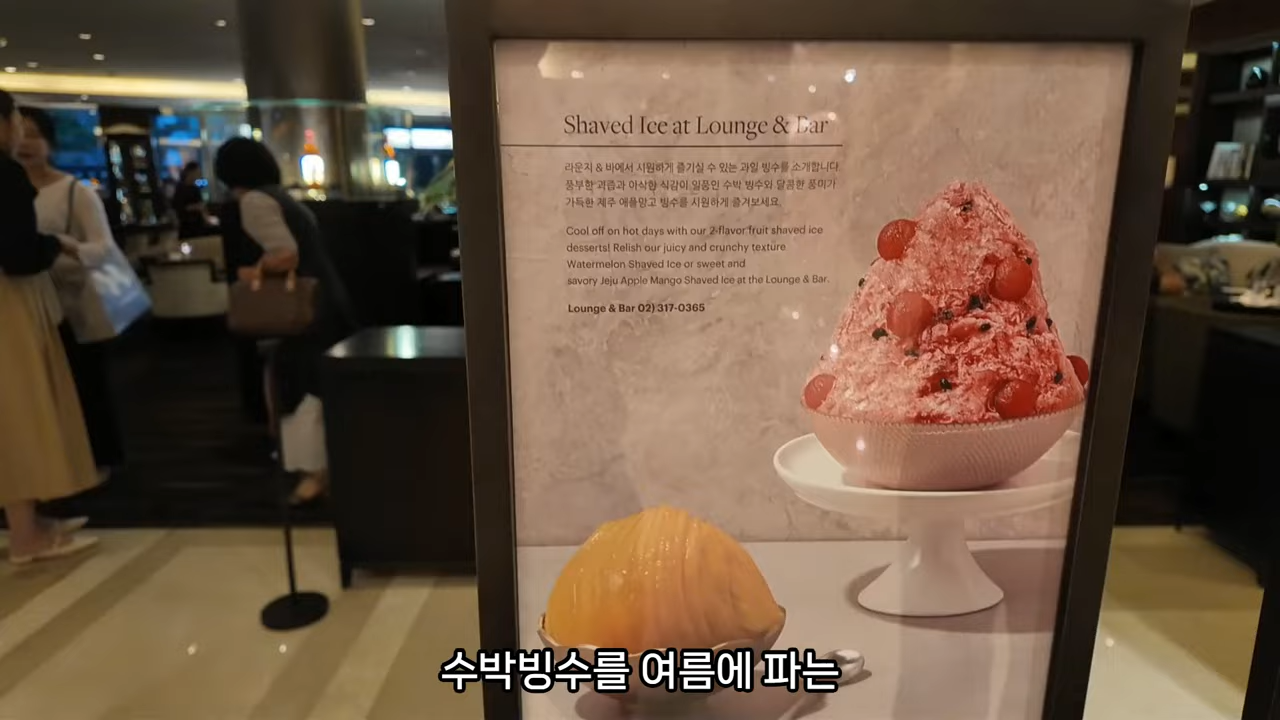 Shaved Ice at Lounge & Bar
라운지 & 바에서 시원하게 즐기실 수 있는 과일 빙수를 소개합니다.
풍부한 과즙과 아삭한 식감이 일품인 수박 빙수와 달콤한 풍미가
가득한 제주 애플망고 빙수를 시원하게 즐겨보세요.
Cool off on hot days with our 2-flavor fruit shaved ice
desserts! Relish our juicy and crunchy texture
Watermelon Shaved Ice or sweet and
savory Jeju Apple Mango Shaved Ice at the Lounge & Bar.
Lounge & Bar 02) 317-0365
수박빙수를 여름에 파는